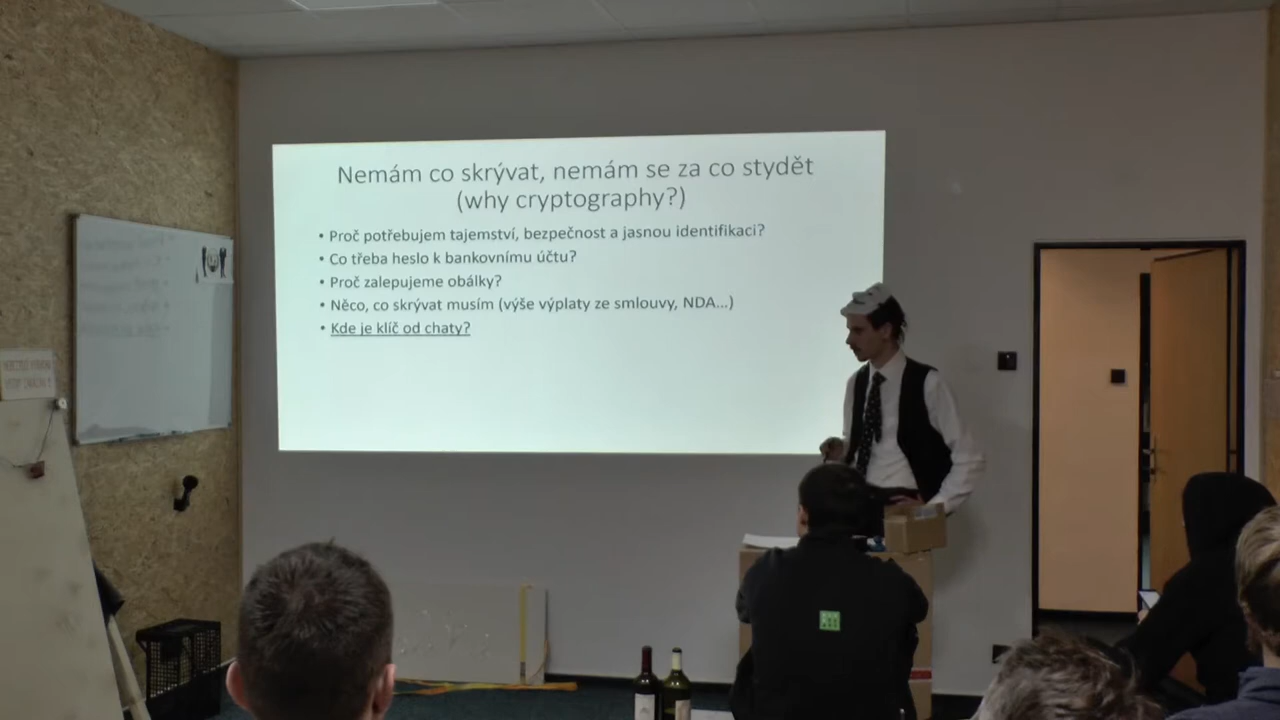 Nemám co skrývat, nemám se za co stydět
(why cryptography?)
• Proč potřebujem tajemství, bezpečnost a jasnou identifikaci?
• Co třeba heslo k bankovnímu účtu?
• Proč zalepujeme obálky?
• Něco, co skrývat musím (výše výplaty ze smlouvy, NDA...)
• Kde je klíč od chaty?